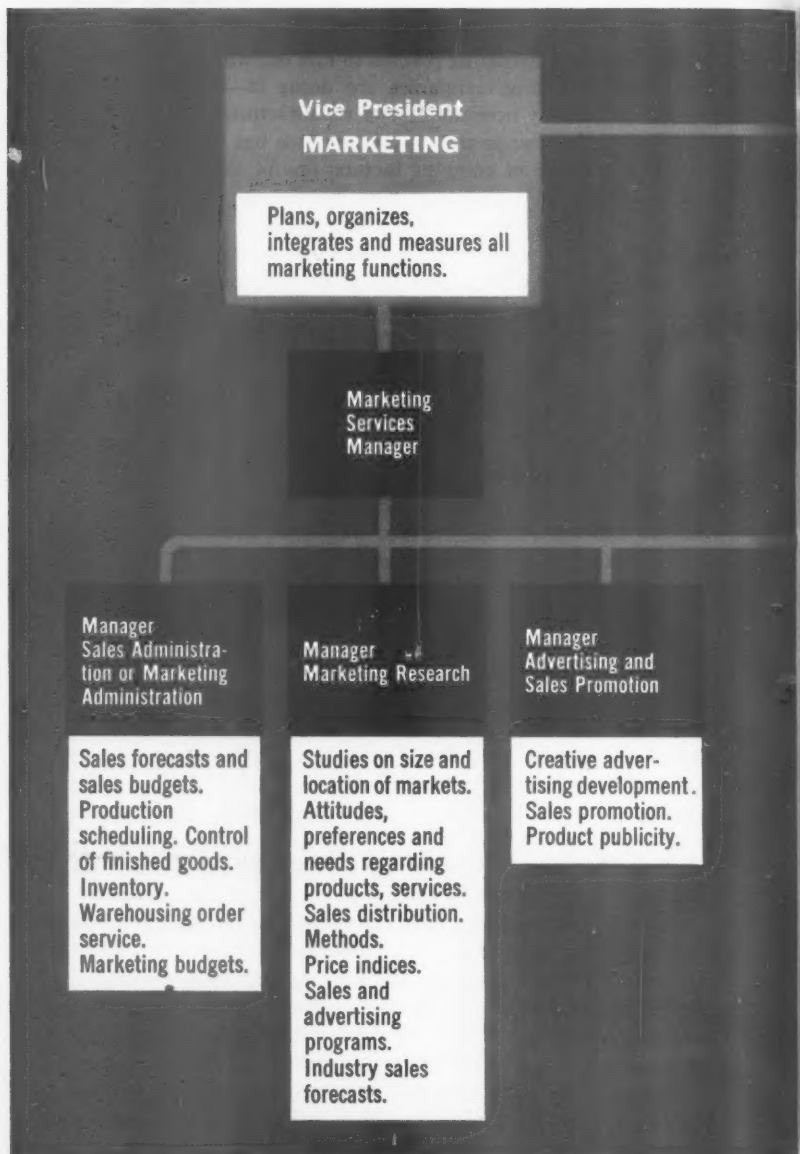 Vice President
MARKETING
Plans, organizes,
integrates and measures all
marketing functions.
Marketing
Services
Manager
Manager
Sales Administra-
tion or Marketing
Administration
Sales forecasts and
sales budgets.
Production
scheduling. Control
of finished goods.
Inventory.
Warehousing order
service.
Marketing budgets.
Manager
Marketing Research
Studies on size and
location of markets.
Attitudes,
preferences and
needs regarding
products, services.
Sales distribution.
Methods.
Price indices.
Sales and
advertising
programs.
Industry sales
forecasts.
Manager
Advertising and
Sales Promotion
Creative adver-
tising development.
Sales promotion.
Product publicity.